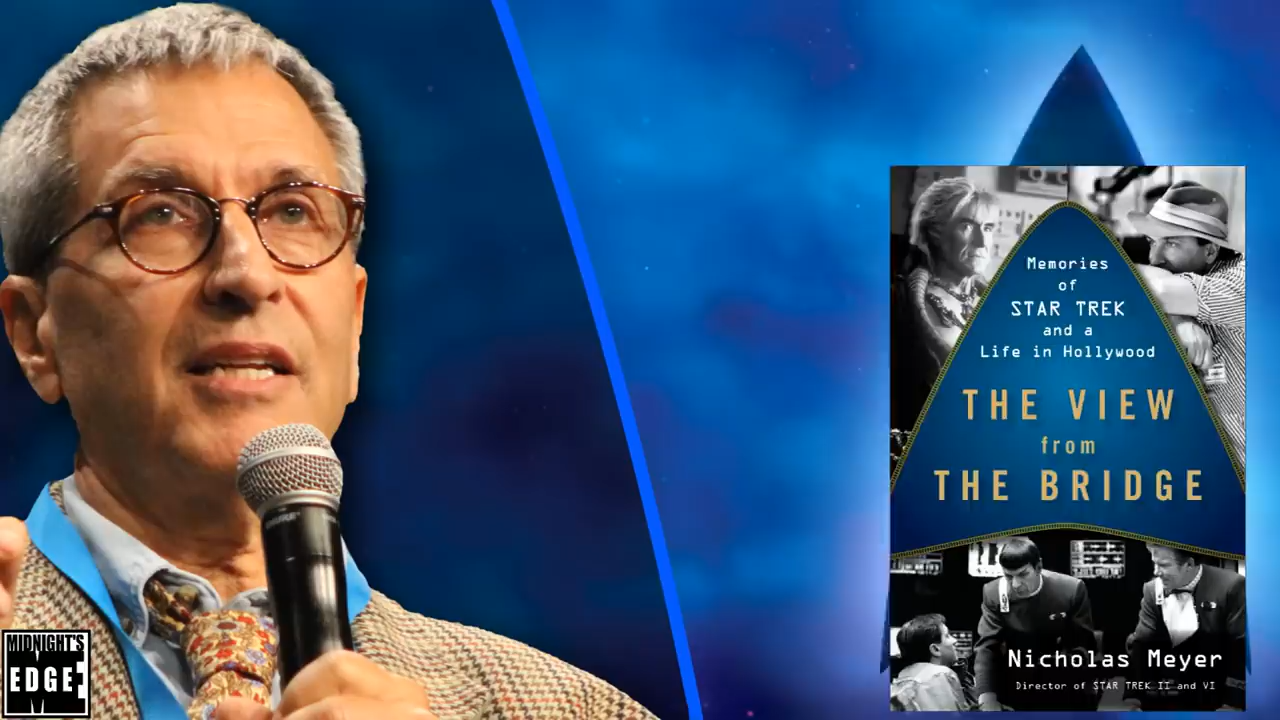 Memories
of
STAR TREK
and a
Life in Hollywood
THE VIEW
from
THE BRIDGE
Nicholas Meyer
Director of STAR TREK II and VI
MIDNIGHT'S
EDGE